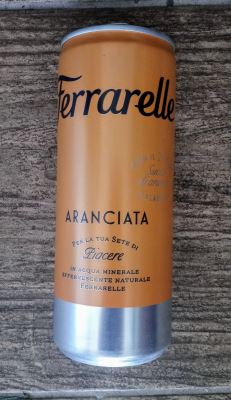 Ferrarelle
ARANCIATA
PER LA TUA SETE DI
Piacere
IN ACQUA MINERALE
EFFERVESCENTE NATURALE
FERRARELLE